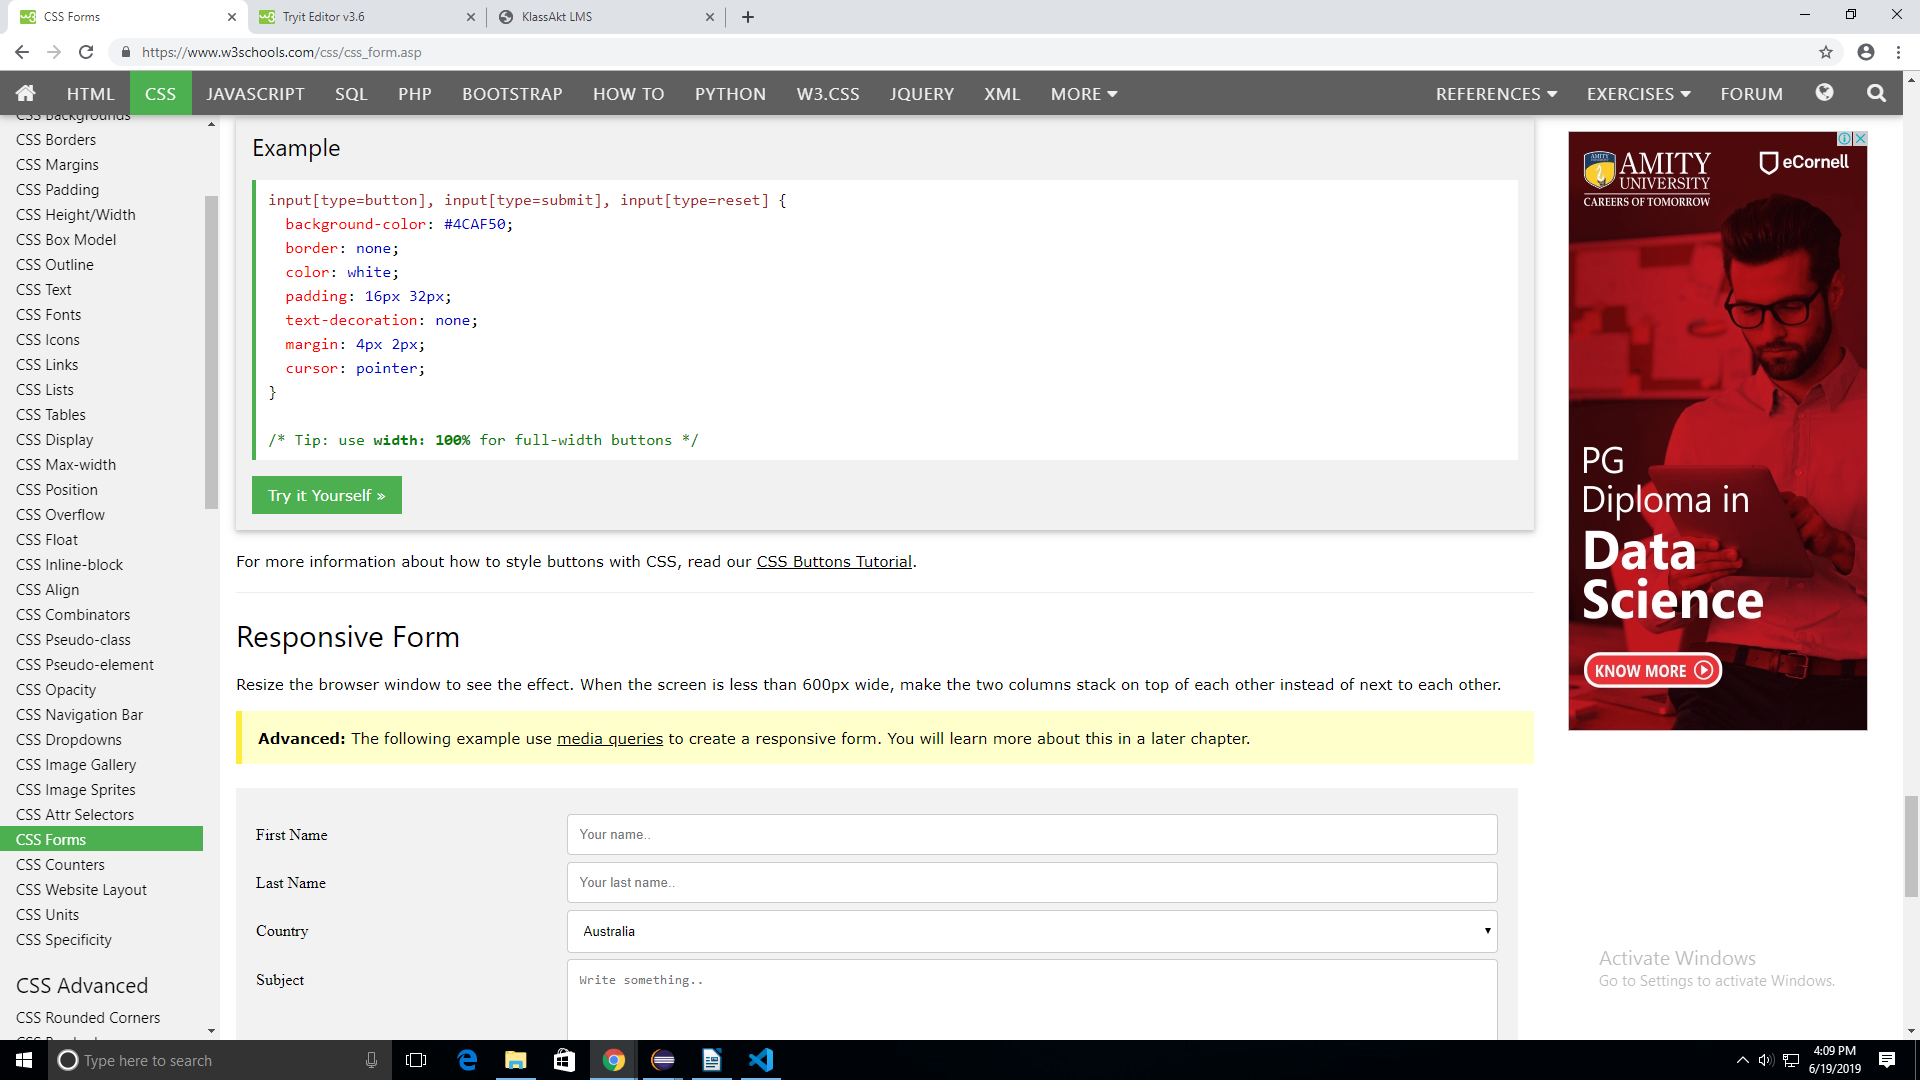 CSS Forms
Tryit Editor v3.6
KlassAkt LMS
https://www.w3schools.com/css/css_form.asp
HTML
CSS
JAVASCRIPT
SQL
PHP
BOOTSTRAP
HOW TO
PYTHON
W3.CSS
JQUERY
XML
MORE
REFERENCES
EXERCISES
FORUM
CSS Backgrounds
CSS Borders
CSS Margins
CSS Padding
CSS Height/Width
CSS Box Model
CSS Outline
CSS Text
CSS Fonts
CSS Icons
CSS Links
CSS Lists
CSS Tables
CSS Display
CSS Max-width
CSS Position
CSS Overflow
CSS Float
CSS Inline-block
CSS Align
CSS Combinators
CSS Pseudo-class
CSS Pseudo-element
CSS Opacity
CSS Navigation Bar
CSS Dropdowns
CSS Image Gallery
CSS Image Sprites
CSS Attr Selectors
CSS Forms
CSS Counters
CSS Website Layout
CSS Units
CSS Specificity
CSS Advanced
CSS Rounded Corners
Example
input[type=button], input[type=submit], input[type=reset] {
background-color: #4CAF50;
border: none;
color: white;
padding: 16px 32px;
text-decoration: none;
margin: 4px 2px;
cursor: pointer;
}
/* Tip: use width: 100% for full-width buttons */
Try it Yourself »
For more information about how to style buttons with CSS, read our CSS Buttons Tutorial.
Responsive Form
Resize the browser window to see the effect. When the screen is less than 600px wide, make the two columns stack on top of each other instead of next to each other.
Advanced: The following example use media queries to create a responsive form. You will learn more about this in a later chapter.
First Name
Your name..
Last Name
Your last name..
Country
Australia
Subject
Write something..
AMITY
UNIVERSITY
CAREERS OF TOMORROW
eCornell
PG
Diploma in
Data
Science
KNOW MORE
Activate Windows
Go to Settings to activate Windows.
Type here to search
4:09 PM
6/19/2019